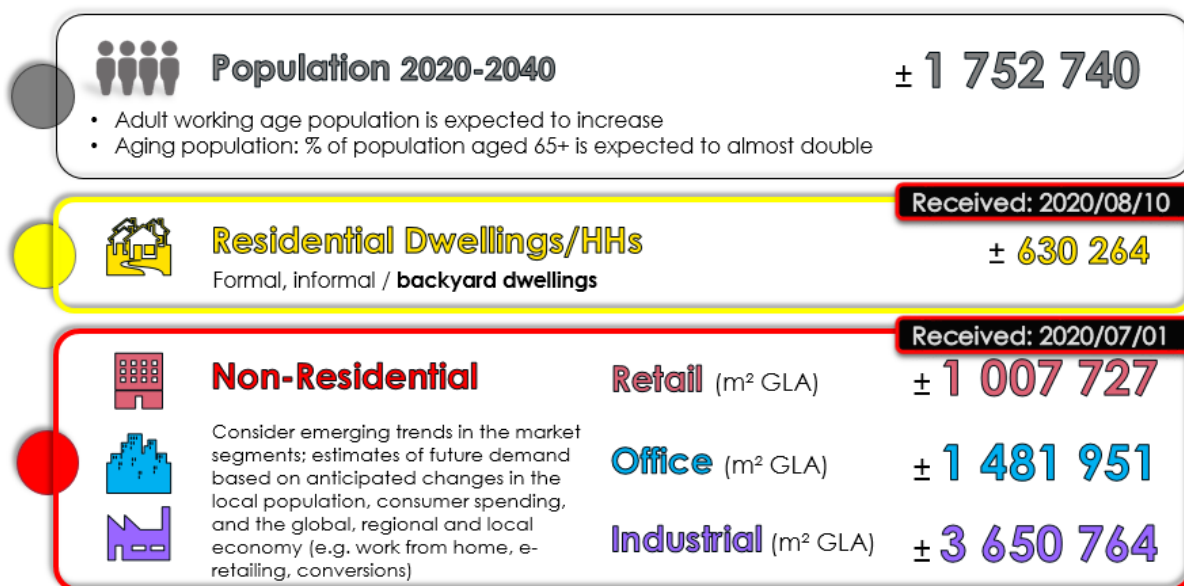 Population 2020-2040
± 1 752 740
• Adult working age population is expected to increase
• Aging population: % of population aged 65+ is expected to almost double
Received: 2020/08/10
Residential Dwellings/HHs
± 630 264
Formal, informal / backyard dwellings
Received: 2020/07/01
Non-Residential
Consider emerging trends in the market
segments; estimates of future demand
based on anticipated changes in the
local population, consumer spending,
and the global, regional and local
economy (e.g. work from home, e-
retailing, conversions)
Retail (m² GLA)
± 1 007 727
Office (m² GLA)
± 1 481 951
Industrial (m² GLA)
± 3 650 764